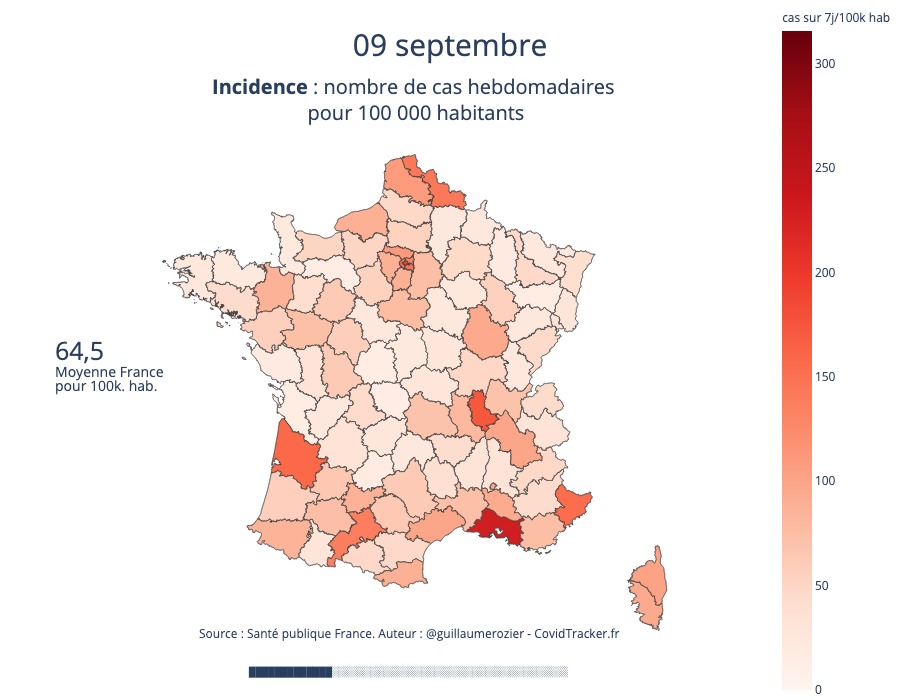 cas sur 7j/100k hab
09 septembre
Incidence : nombre de cas hebdomadaires
pour 100 000 habitants
300
250
200
150
100
50
0
64,5
Moyenne France
pour 100k. hab.
Source : Santé publique France. Auteur : @guillaumerozier - CovidTracker.fr